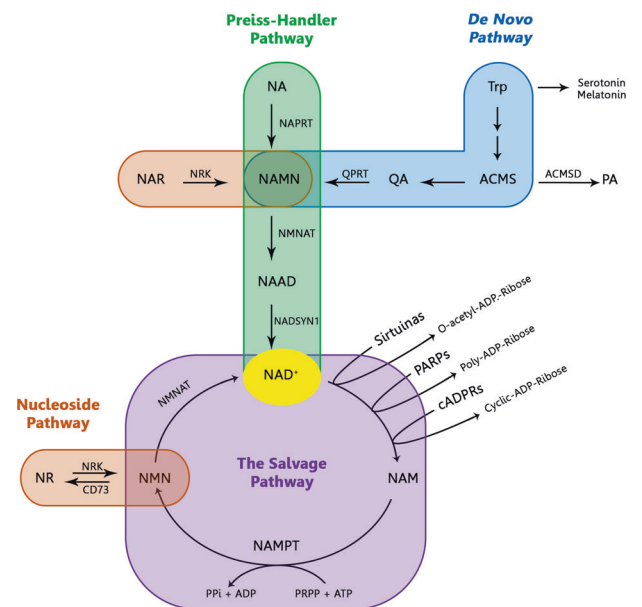 Preiss-Handler
Pathway
De Novo
Pathway
NA
Trp
Serotonin
Melatonin
NAPRT
NAR
NRK
NAMN
QPRT
QA
ACMS
ACMSD
PA
NMNAT
NAAD
NADSYN1
Sirtuinas
O-acetyl-ADP.-Ribose
PARPs
Poly-ADP-Ribose
cADPRs
Cyclic-ADP-Ribose
NAD+
NMNAT
Nucleoside
Pathway
NR
NRK
CD73
NMN
The Salvage
Pathway
NAM
NAMPT
PPi + ADP
PRPP + ATP